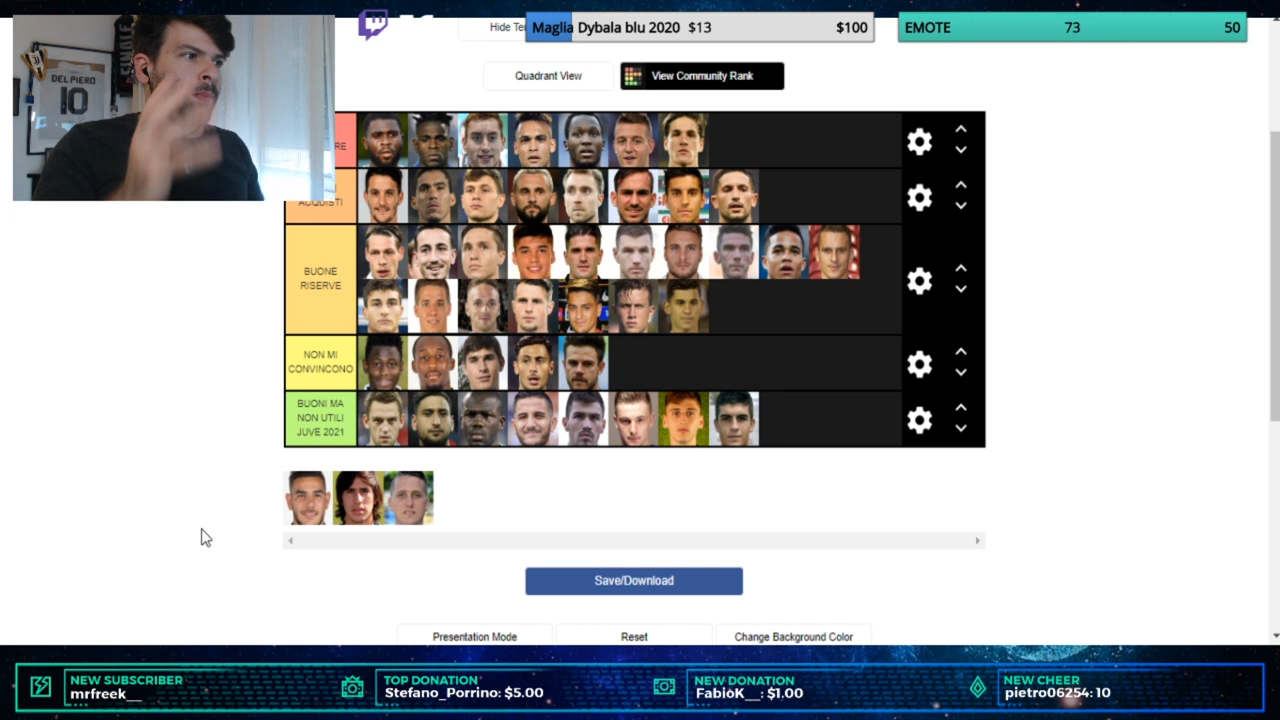 Hide
Maglia Dybala blu 2020 $13 $100
EMOTE 73 50
Quadrant View
View Community Rank
DEL PIERO
10
FINALE
RE
ACQUISTI
BUONE
RISERVE
NON MI
CONVINCONO
BUONI MA
NON UTILI
JUVE 2021
Save/Download
Presentation Mode
Reset
Change Background Color
NEW SUBSCRIBER
mrfreek__
TOP DONATION
Stefano_Porrino: $5.00
NEW DONATION
FabioK__: $1.00
NEW CHEER
pietro06254: 10